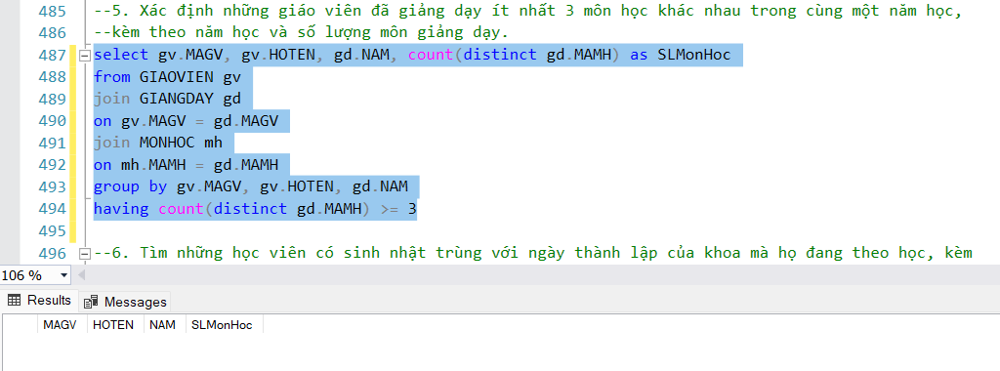 485 --5. Xác định những giáo viên đã giảng dạy ít nhất 3 môn học khác nhau trong cùng một năm học,
486 --kèm theo năm học và số lượng môn giảng dạy.
487 select gv.MAGV, gv.HOTEN, gd.NAM, count(distinct gd.MAMH) as SLMonHoc
488 from GIAOVIEN gv
489 join GIANGDAY gd
490 on gv.MAGV = gd.MAGV
491 join MONHOC mh
492 on mh.MAMH = gd.MAMH
493 group by gv.MAGV, gv.HOTEN, gd.NAM
494 having count(distinct gd.MAMH) >= 3
495
496 --6. Tìm những học viên có sinh nhật trùng với ngày thành lập của khoa mà họ đang theo học, kèm
106 %
Results Messages
MAGV HOTEN NAM SLMonHoc